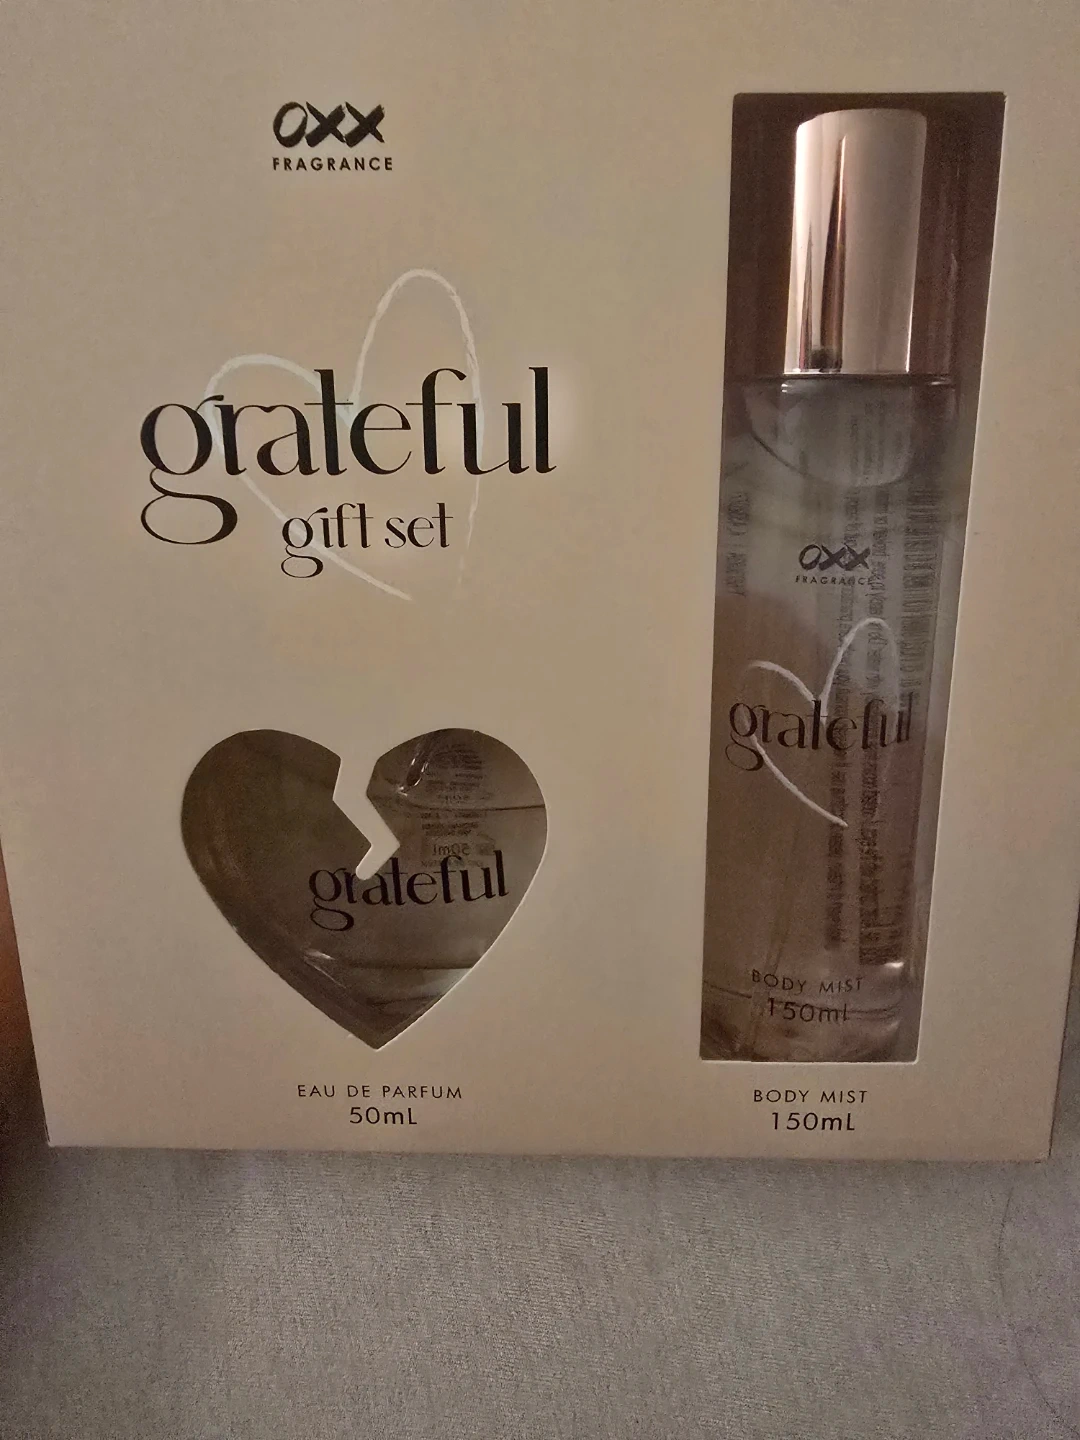 OXX
FRAGRANCE
grateful
gift set
grateful
50ml
EAU DE PARFUM
50mL
OXX
FRAGRANCE
grateful
BODY MIST
150mL
BODY MIST
150mL